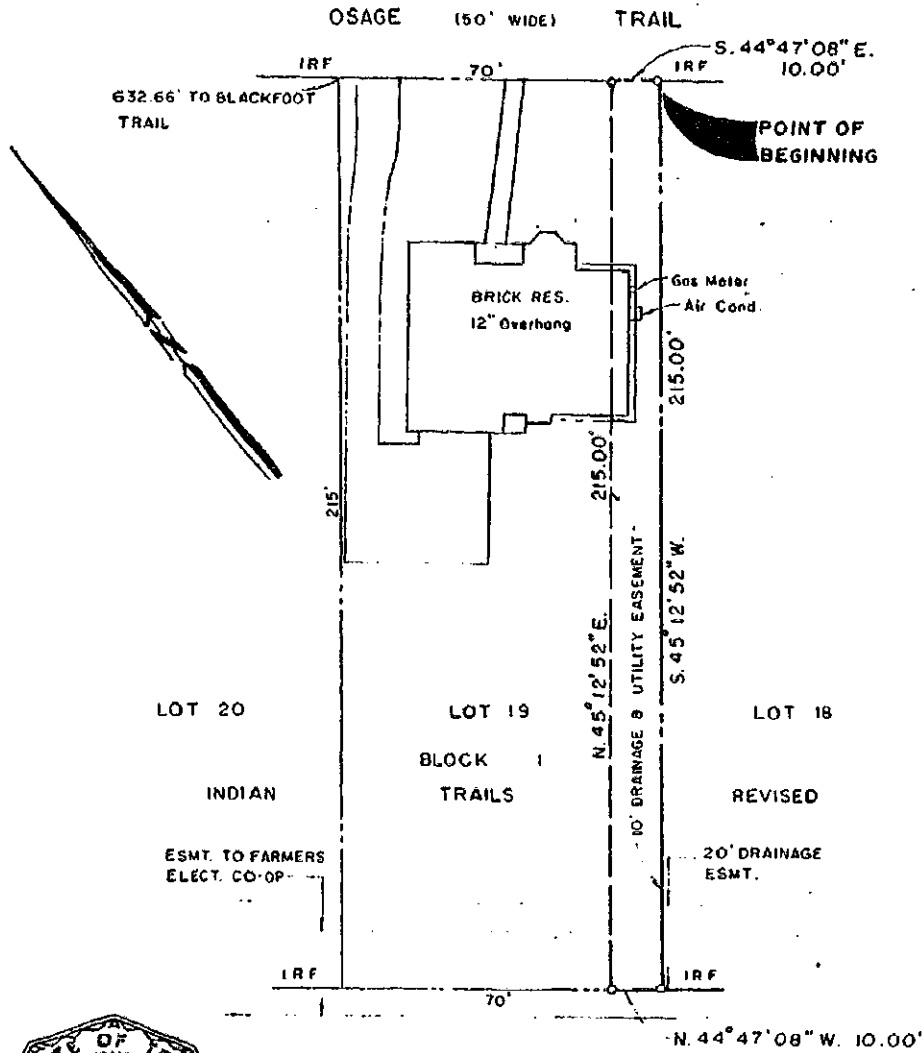 OSAGE (50' WIDE) TRAIL
S. 44°47'08" E.
10.00'
IRF
70'
IRF
632.66' TO BLACKFOOT
TRAIL
POINT OF
BEGINNING
Gas Meter
Air Cond.
BRICK RES.
12" Overhang
215.00'
215.00'
215'
N. 45° 12' 52" E.
10' DRAINAGE & UTILITY EASEMENT
S. 45° 12' 52" W.
LOT 20
LOT 19
LOT 18
BLOCK 1
INDIAN TRAILS REVISED
ESMT. TO FARMERS
ELECT. CO-OP
20' DRAINAGE
ESMT.
IRF
70'
IRF
N. 44° 47' 08" W. 10.00'
OF